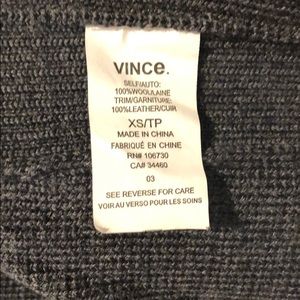 VINCE.
SELF/AUTO:
100%WOOL/LAINE
TRIM/GARNITURE:
100%LEATHER/CUIR
XS/TP
MADE IN CHINA
FABRIQUÉ EN CHINE
RN# 106730
CA# 34460
03
SEE REVERSE FOR CARE
VOIR AU VERSO POUR LES SOINS